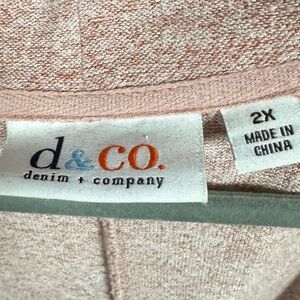 d&co.
denim + company
2X
MADE IN
CHINA